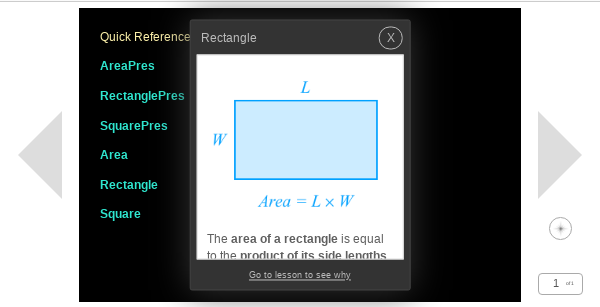 Quick Reference
AreaPres
RectanglePres
SquarePres
Area
Rectangle
Square
Rectangle
X
L
W
Area = L × W
The area of a rectangle is equal
to the product of its side lengths
Go to lesson to see why
1 of 1